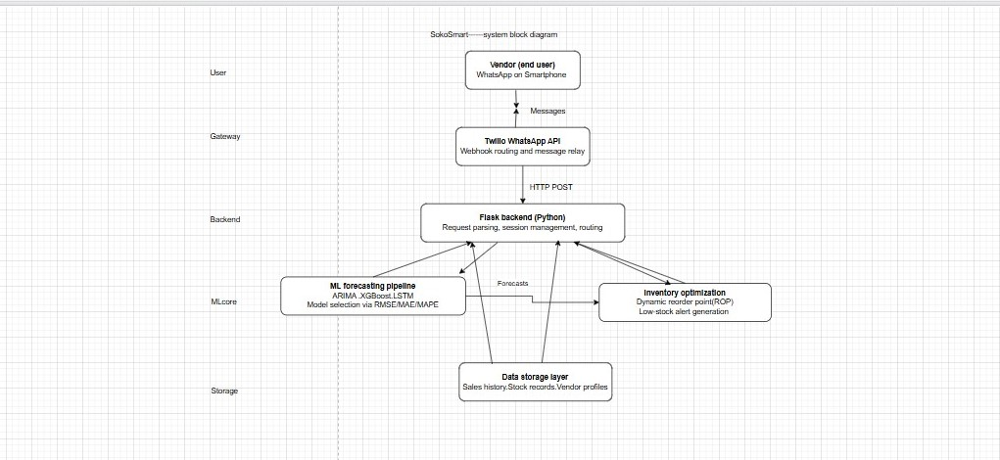 SokoSmart——system block diagram
User
Vendor (end user)
WhatsApp on Smartphone
Messages
Gateway
Twilio WhatsApp API
Webhook routing and message relay
HTTP POST
Backend
Flask backend (Python)
Request parsing, session management, routing
MLcore
ML forecasting pipeline
ARIMA .XGBoost.LSTM
Model selection via RMSE/MAE/MAPE
Forecasts
Inventory optimization
Dynamic reorder point(ROP)
Low-stock alert generation
Storage
Data storage layer
Sales history.Stock records.Vendor profiles